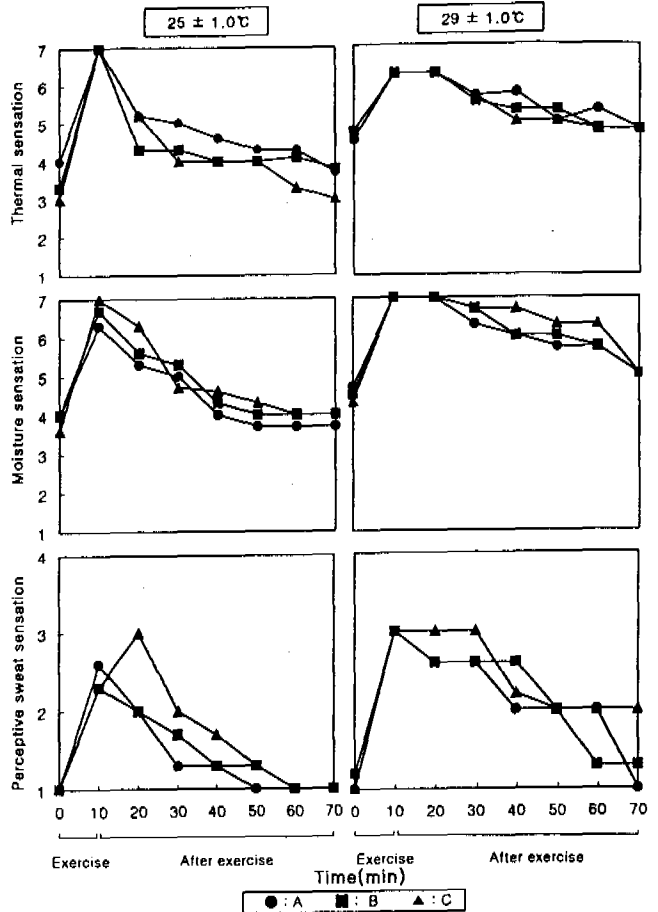 25 ± 1.0℃ 29 ± 1.0℃
Thermal sensation
7
6
5
4
3
2
1
Moisture sensation
7
6
5
4
3
2
1
Perceptive sweat sensation
4
3
2
1
0 10 20 30 40 50 60 70 0 10 20 30 40 50 60 70
Exercise After exercise Exercise After exercise
Time(min)
● : A ■ : B ▲ : C